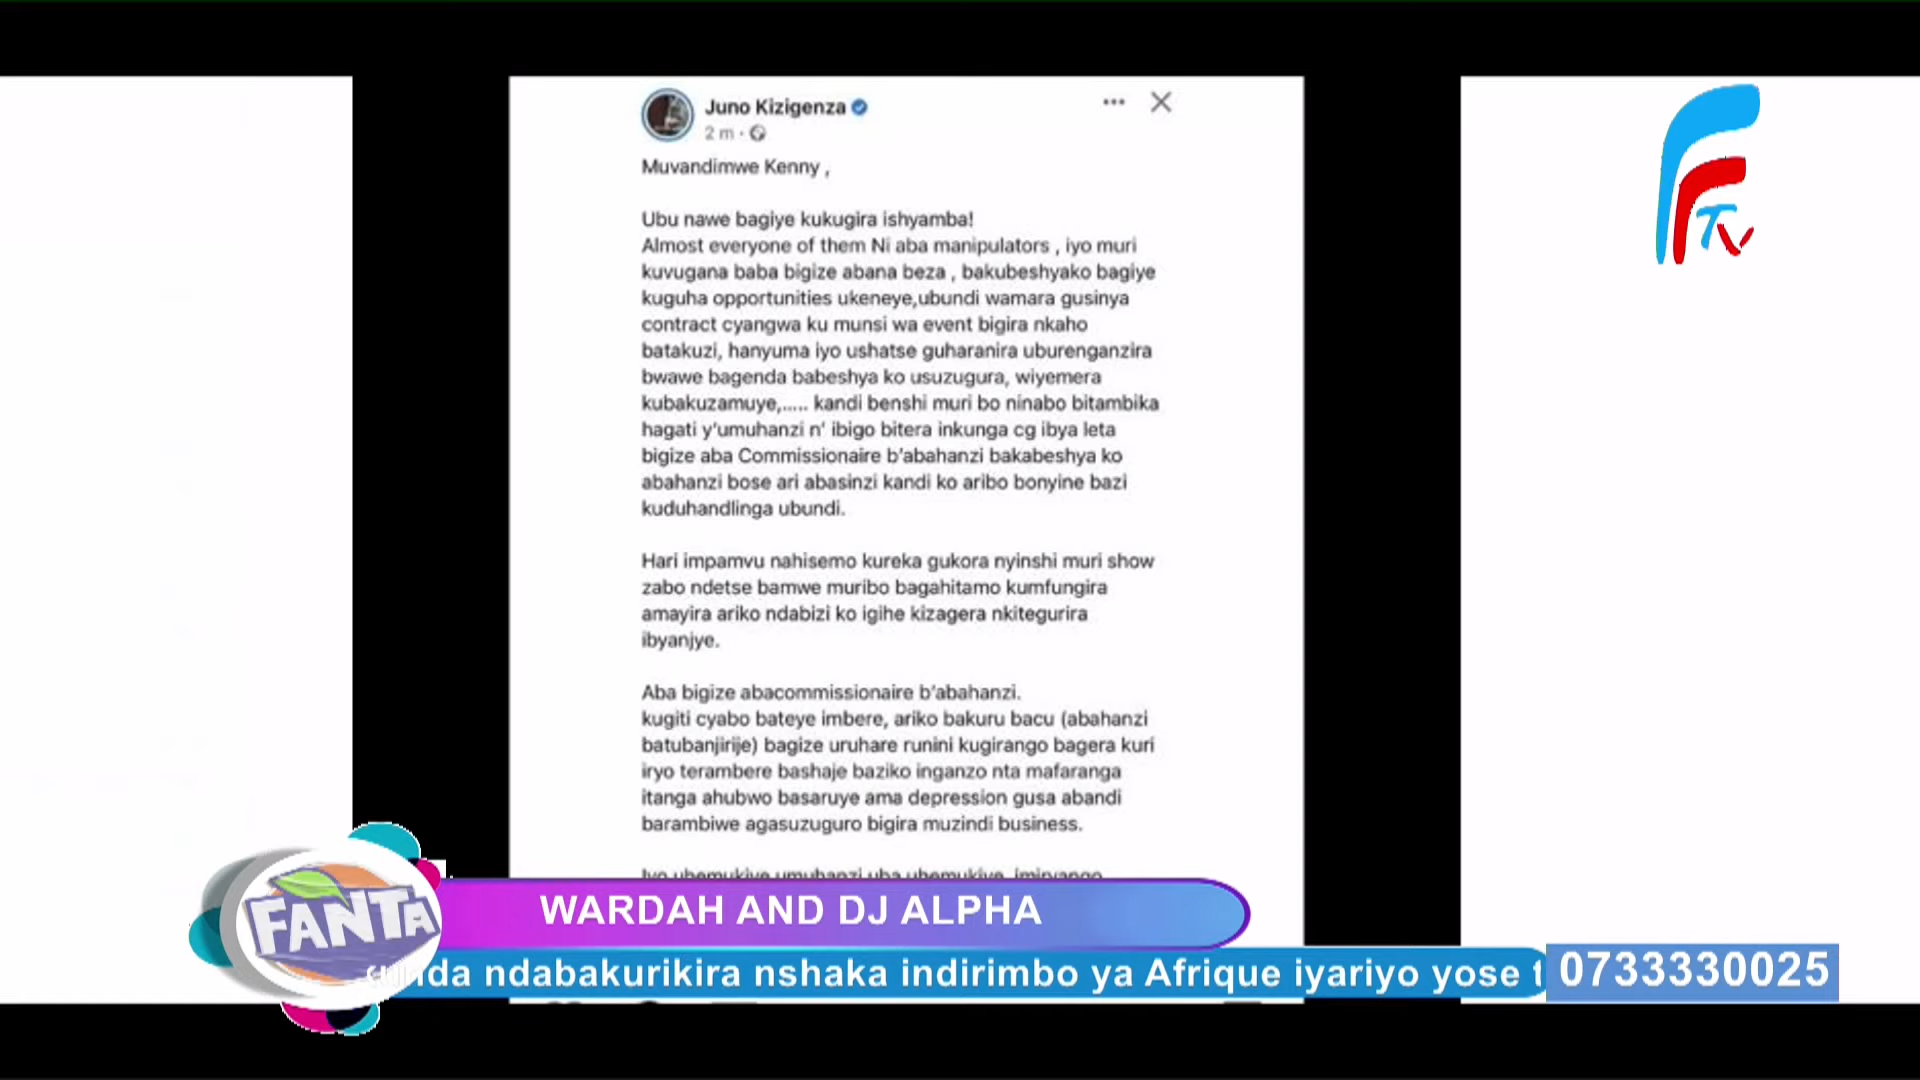 Juno Kizigenza
2 m ·
Muvandimwe Kenny ,
Ubu nawe bagiye kukugira ishyamba!
Almost everyone of them Ni aba manipulators , iyo muri
kuvugana baba bigize abana beza , bakubeshyako bagiye
kuguha opportunities ukeneye,ubundi wamara gusinya
contract cyangwa ku munsi wa event bigira nkaho
batakuzi, hanyuma iyo ushatse guharanira uburenganzira
bwawe bagenda babeshya ko usuzugura, wiyemera
kubakuzamuye,..... kandi benshi muri bo ninabo bitambika
hagati y'umuhanzi n' ibigo bitera inkunga cg ibya leta
bigize aba Commissionaire b'abahanzi bakabeshya ko
abahanzi bose ari abasinzi kandi ko aribo bonyine bazi
kuduhandlinga ubundi.
Hari impamvu nahisemo kureka gukora nyinshi muri show
zabo ndetse bamwe muribo bagahitamo kumfungira
amayira ariko ndabizi ko igihe kizagera nkitegurira
ibyanjye.
Aba bigize abacommissionaire b'abahanzi.
kugiti cyabo bateye imbere, ariko bakuru bacu (abahanzi
batubanjirije) bagize uruhare runini kugirango bagera kuri
iryo terambere bashaje baziko inganzo nta mafaranga
itanga ahubwo basaruye ama depression gusa abandi
barambiwe agasuzuguro bigira muzindi business.
Iyo ubemukiye umuhanzi uba ubemukiye imiryango
FTV
FANTA
WARDAH AND DJ ALPHA
nda ndabakurikira nshaka indirimbo ya Afrique iyariyo yose
0733330025